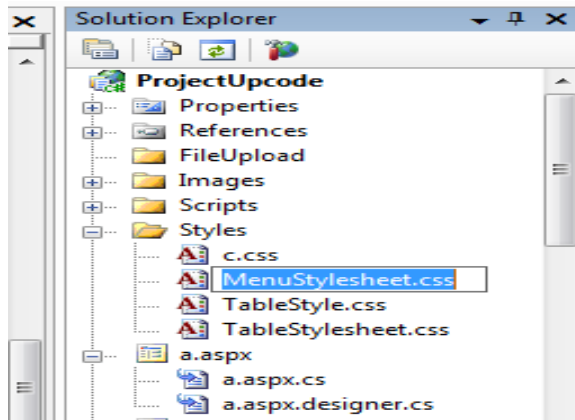 Solution Explorer
ProjectUpcode
Properties
References
FileUpload
Images
Scripts
Styles
c.css
MenuStylesheet.css
TableStyle.css
TableStylesheet.css
a.aspx
a.aspx.cs
a.aspx.designer.cs